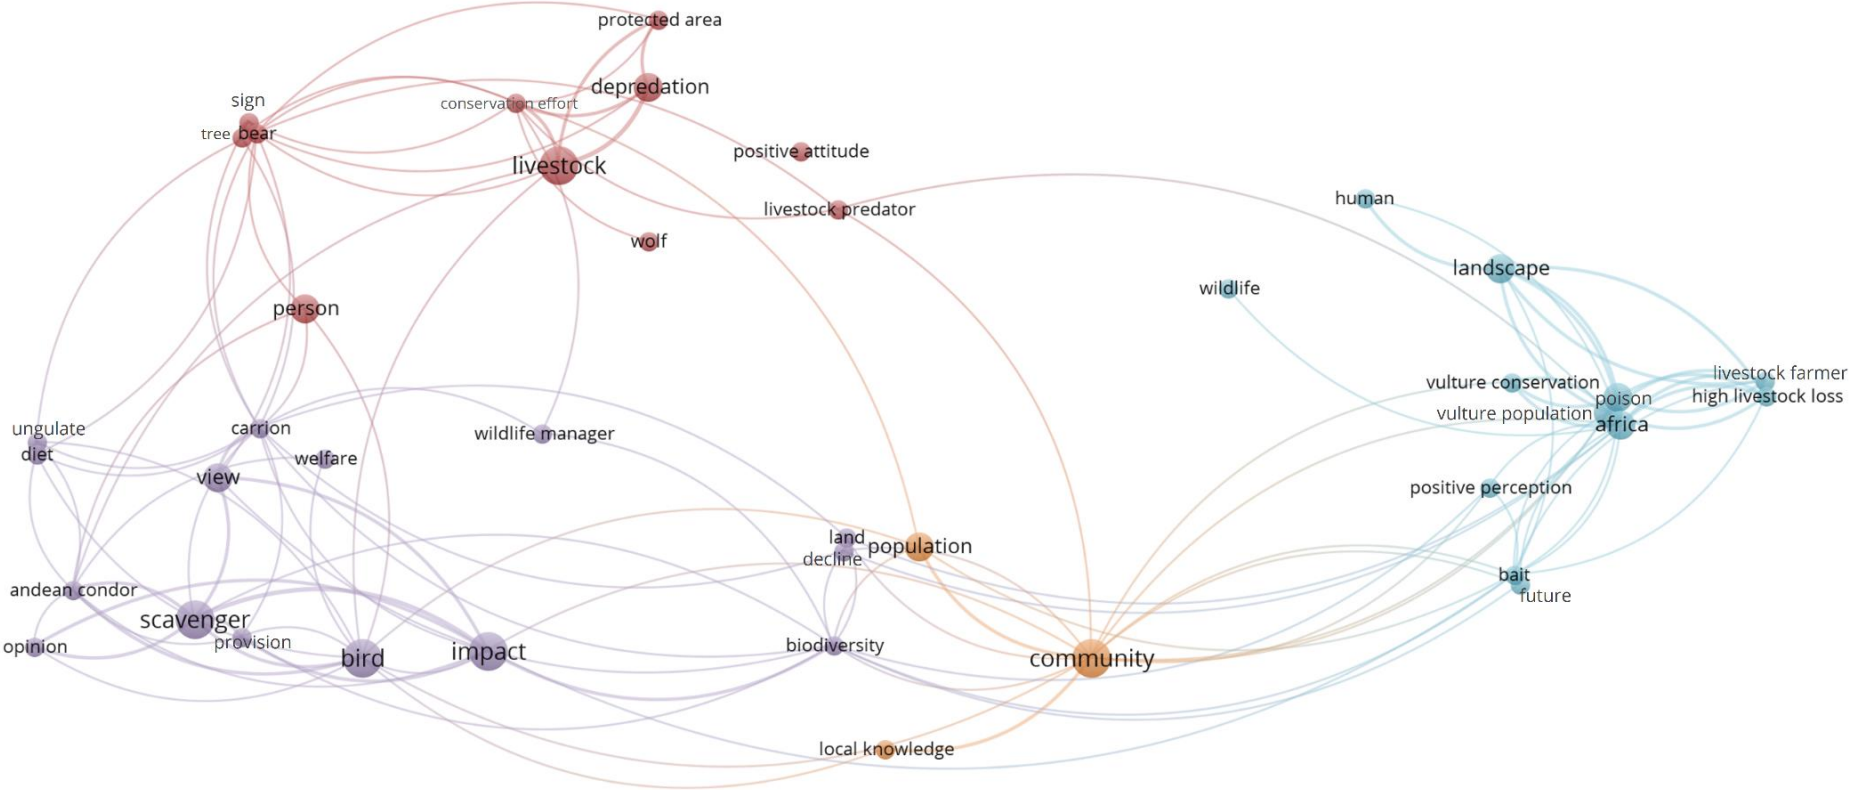 protected area
depredation
sign
conservation effort
tree
bear
positive attitude
livestock
human
livestock predator
wolf
landscape
wildlife
person
livestock farmer
vulture conservation
high livestock loss
poison
vulture population
africa
ungulate
carrion
wildlife manager
diet
welfare
view
positive perception
land
population
decline
bait
andean condor
future
scavenger
provision
opinion
biodiversity
impact
bird
community
local knowledge